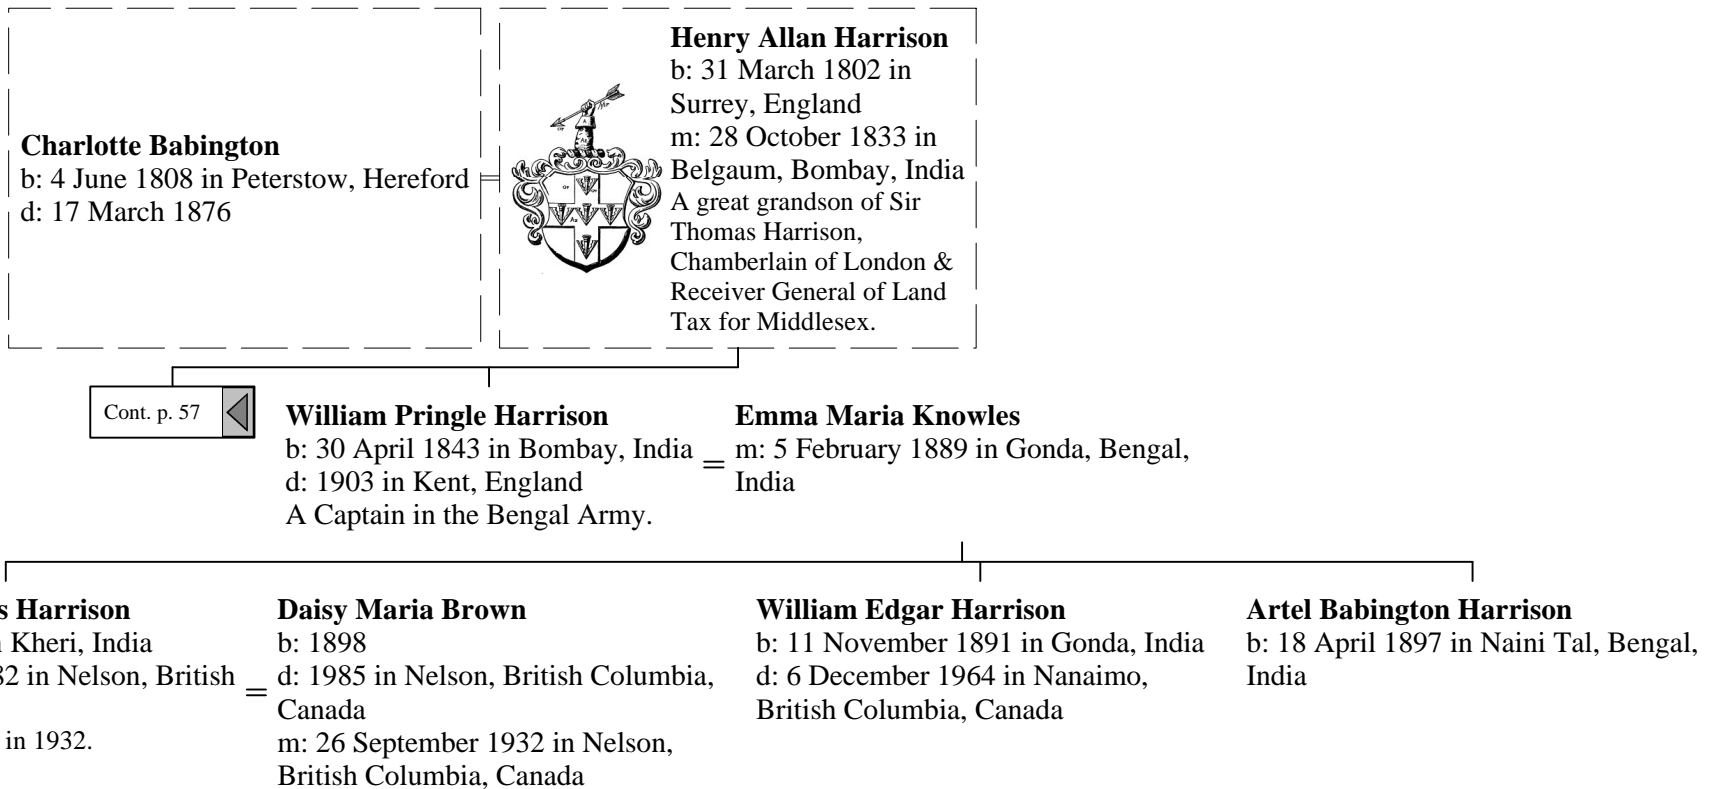 Charlotte Babington
b: 4 June 1808 in Peterstow, Hereford
d: 17 March 1876
=
Henry Allan Harrison
b: 31 March 1802 in
Surrey, England
m: 28 October 1833 in
Belgaum, Bombay, India
A great grandson of Sir
Thomas Harrison,
Chamberlain of London &
Receiver General of Land
Tax for Middlesex.
Cont. p. 57
William Pringle Harrison
b: 30 April 1843 in Bombay, India
d: 1903 in Kent, England
A Captain in the Bengal Army.
=
Emma Maria Knowles
m: 5 February 1889 in Gonda, Bengal,
India
s Harrison
Kheri, India
82 in Nelson, British
in 1932.
=
Daisy Maria Brown
b: 1898
d: 1985 in Nelson, British Columbia,
Canada
m: 26 September 1932 in Nelson,
British Columbia, Canada
William Edgar Harrison
b: 11 November 1891 in Gonda, India
d: 6 December 1964 in Nanaimo,
British Columbia, Canada
Artel Babington Harrison
b: 18 April 1897 in Naini Tal, Bengal,
India